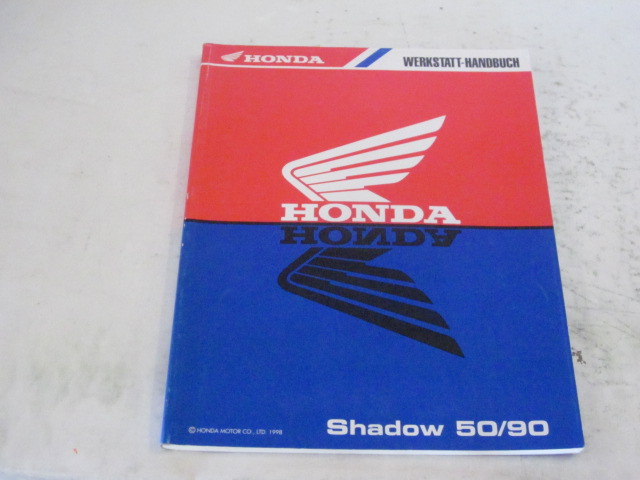 HONDA
WERKSTATT-HANDBUCH
HONDA
HONDA
© HONDA MOTOR CO., LTD. 1998
Shadow 50/90